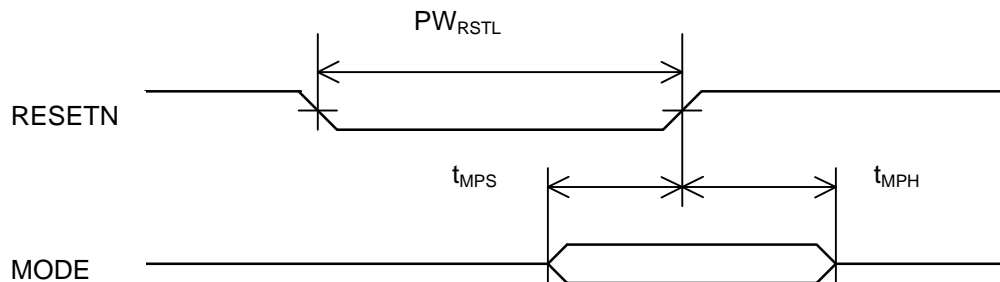 PWRSTL
RESETN
tMPS
tMPH
MODE